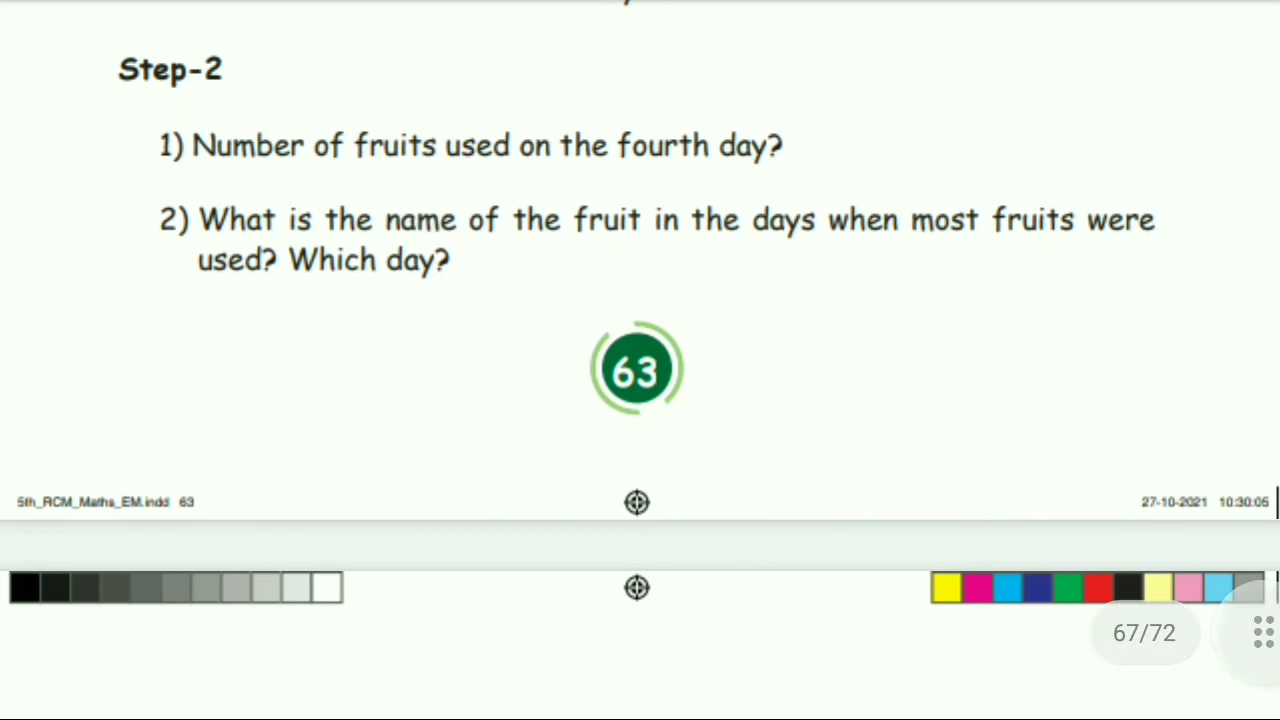 Step-2
1) Number of fruits used on the fourth day?
2) What is the name of the fruit in the days when most fruits were
used? Which day?
63
5th_RCM_Maths_EM.indd 63
27-10-2021 10:30:05
67/72